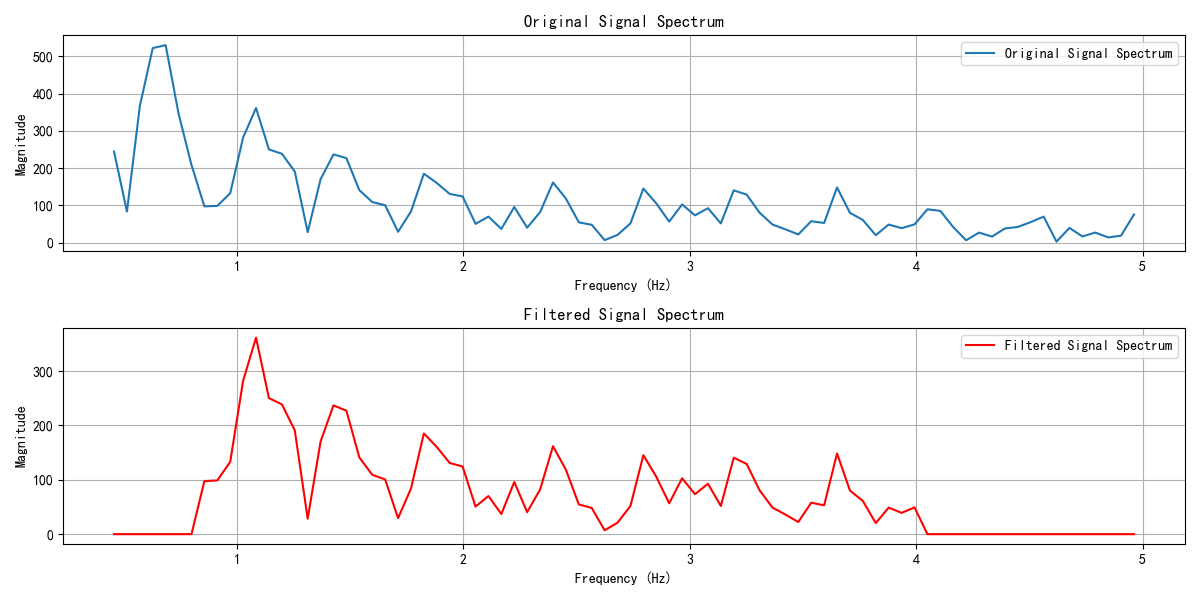 Original Signal Spectrum
Original Signal Spectrum
500
400
300
200
100
0
Magnitude
1 2 3 4 5
Frequency (Hz)
Filtered Signal Spectrum
Filtered Signal Spectrum
300
200
100
0
Magnitude
1 2 3 4 5
Frequency (Hz)